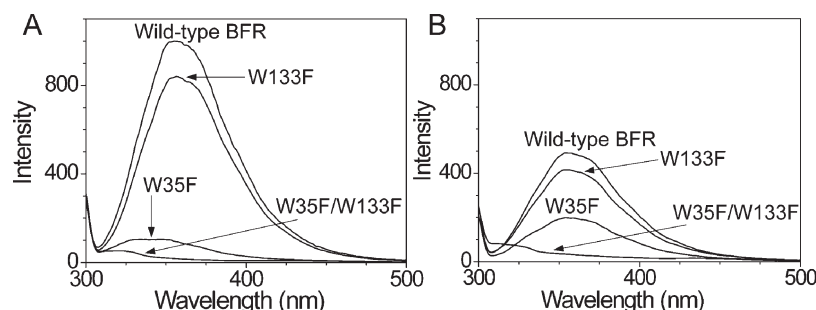 A
Wild-type BFR
W133F
W35F
W35F/W133F
Intensity
800
400
0
300
400
500
Wavelength (nm)
B
Wild-type BFR
W133F
W35F
W35F/W133F
Intensity
800
400
0
300
400
500
Wavelength (nm)